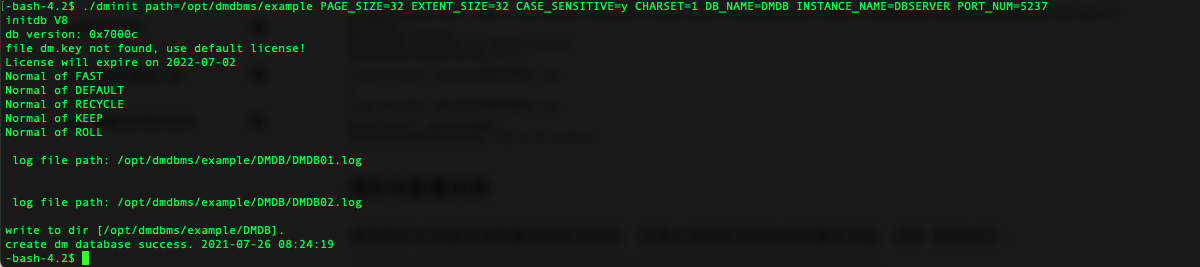 [-bash-4.2$ ./dminit path=/opt/dmdbms/example PAGE_SIZE=32 EXTENT_SIZE=32 CASE_SENSITIVE=y CHARSET=1 DB_NAME=DMDB INSTANCE_NAME=DBSERVER PORT_NUM=5237
initdb V8
db version: 0x7000c
file dm.key not found, use default license!
License will expire on 2022-07-02
Normal of FAST
Normal of DEFAULT
Normal of RECYCLE
Normal of KEEP
Normal of ROLL
log file path: /opt/dmdbms/example/DMDB/DMDB01.log
log file path: /opt/dmdbms/example/DMDB/DMDB02.log
write to dir [/opt/dmdbms/example/DMDB].
create dm database success. 2021-07-26 08:24:19
-bash-4.2$